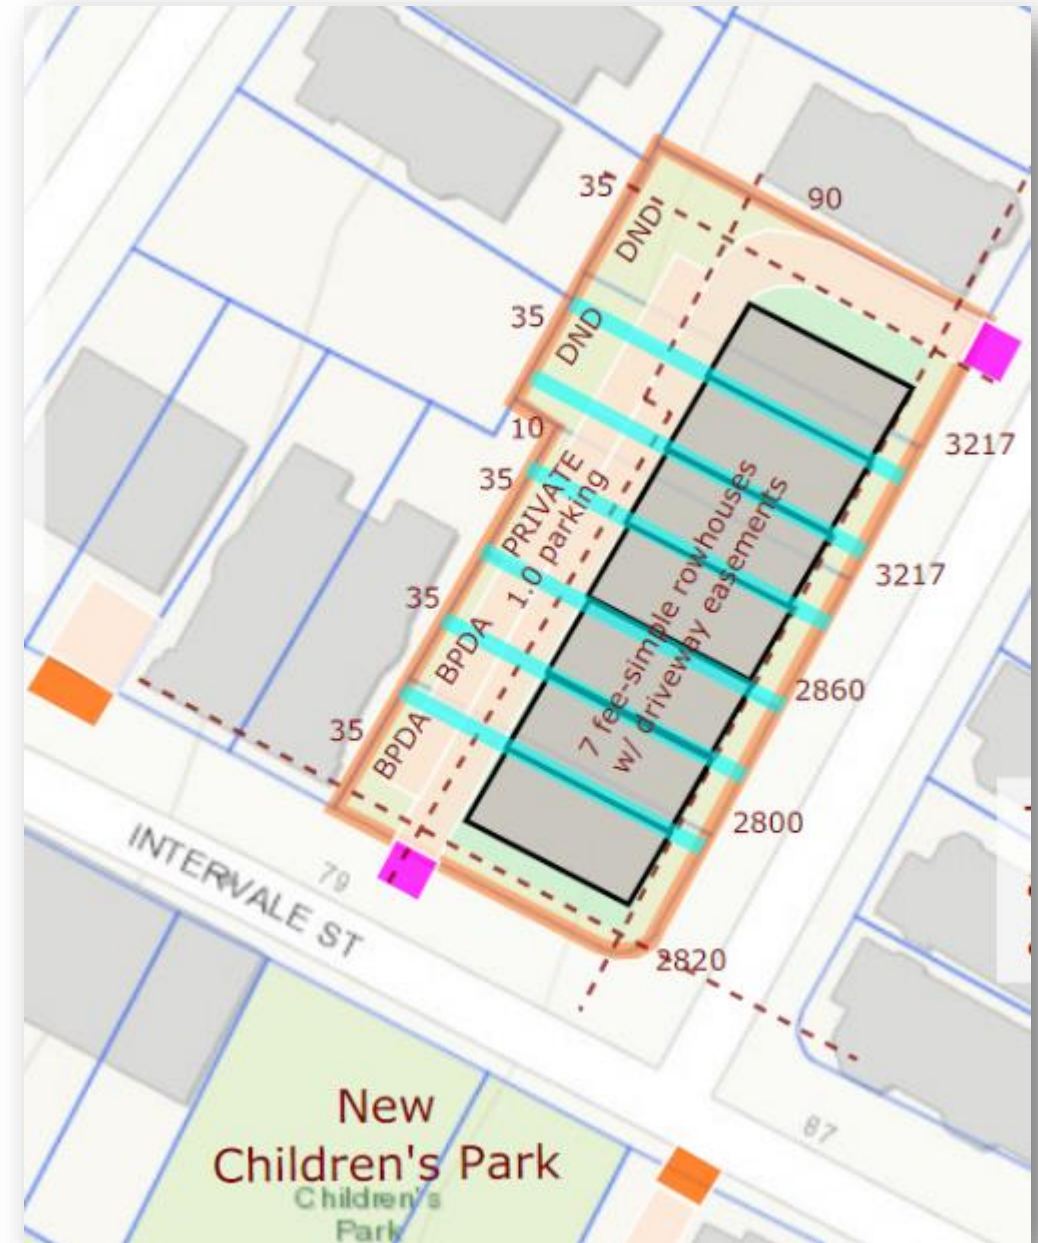 35
90
DND
35
DND
10
3217
35
PRIVATE
1.0 parking
7 fee-simple rowhouses
w/ driveway easements
3217
35
BPDA
2860
35
BPDA
2800
INTERVALE ST
79
2820
87
New
Children's Park
Children's
Park